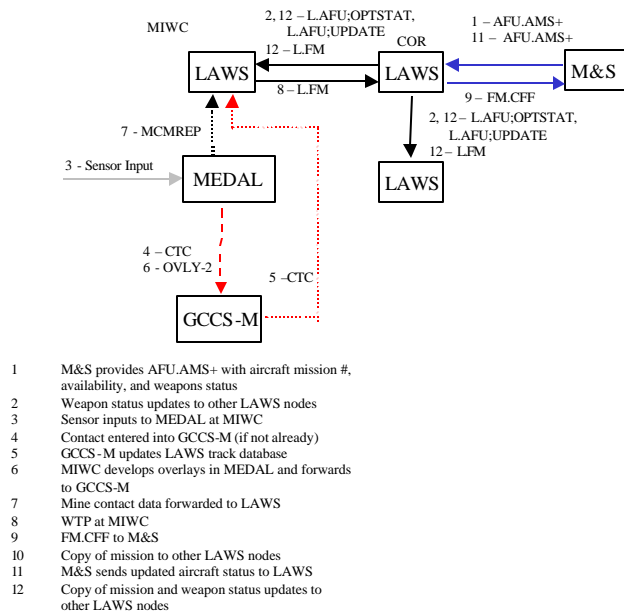 MIWC
2, 12 – L.AFU;OPTSTAT,
L.AFU;UPDATE
12 – L.FM
COR
1 – AFU.AMS+
11 – AFU.AMS+
LAWS
LAWS
M&S
8 – L.FM
9 – FM.CFF
7 - MCMREP
2, 12 – L.AFU;OPTSTAT,
L.AFU;UPDATE
12 – L.FM
3 - Sensor Input
MEDAL
LAWS
4 – CTC
6 - OVLY-2
5 –CTC
GCCS-M
1 M&S provides AFU.AMS+ with aircraft mission #,
availability, and weapons status
2 Weapon status updates to other LAWS nodes
3 Sensor inputs to MEDAL at MIWC
4 Contact entered into GCCS-M (if not already)
5 GCCS-M updates LAWS track database
6 MIWC develops overlays in MEDAL and forwards
to GCCS-M
7 Mine contact data forwarded to LAWS
8 WTP at MIWC
9 FM.CFF to M&S
10 Copy of mission to other LAWS nodes
11 M&S sends updated aircraft status to LAWS
12 Copy of mission and weapon status updates to
other LAWS nodes